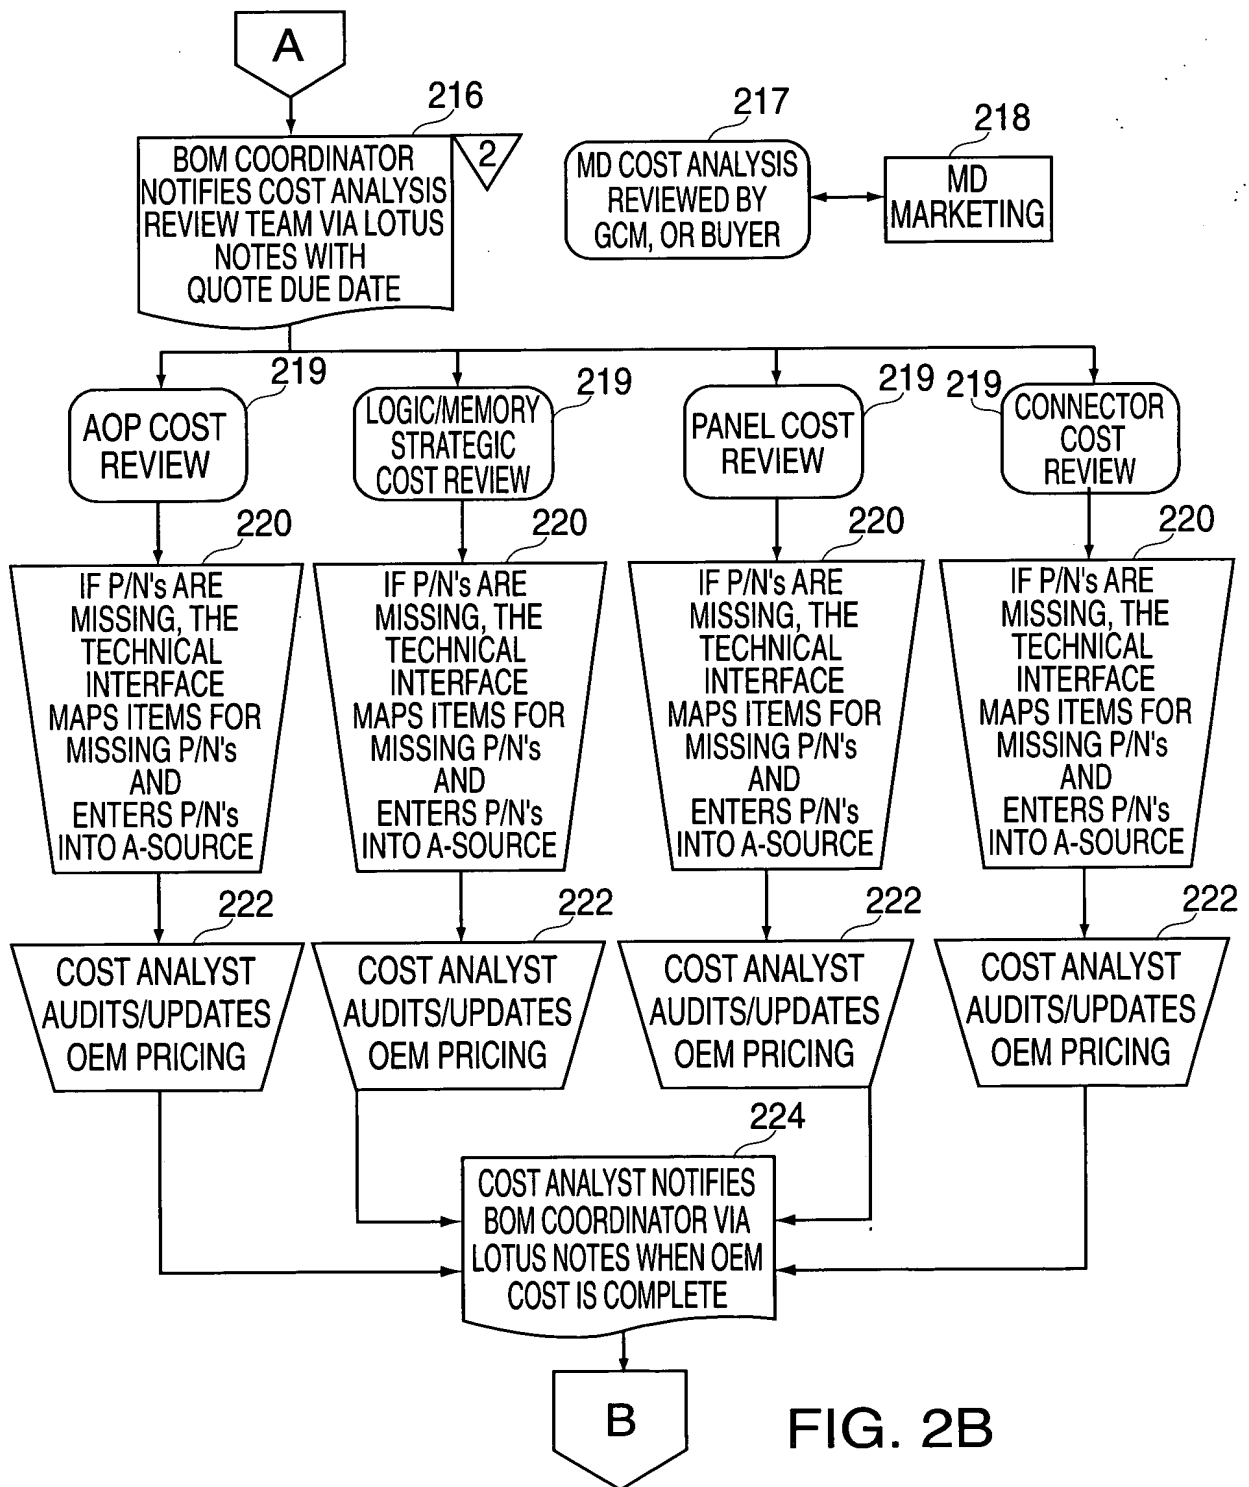 A
216
BOM COORDINATOR
NOTIFIES COST ANALYSIS
REVIEW TEAM VIA LOTUS
NOTES WITH
QUOTE DUE DATE
2
217
MD COST ANALYSIS
REVIEWED BY
GCM, OR BUYER
218
MD
MARKETING
219
AOP COST
REVIEW
219
LOGIC/MEMORY
STRATEGIC
COST REVIEW
219
PANEL COST
REVIEW
219
CONNECTOR
COST
REVIEW
220
IF P/N's ARE
MISSING, THE
TECHNICAL
INTERFACE
MAPS ITEMS FOR
MISSING P/N's
AND
ENTERS P/N's
INTO A-SOURCE
220
IF P/N's ARE
MISSING, THE
TECHNICAL
INTERFACE
MAPS ITEMS FOR
MISSING P/N's
AND
ENTERS P/N's
INTO A-SOURCE
220
IF P/N's ARE
MISSING, THE
TECHNICAL
INTERFACE
MAPS ITEMS FOR
MISSING P/N's
AND
ENTERS P/N's
INTO A-SOURCE
220
IF P/N's ARE
MISSING, THE
TECHNICAL
INTERFACE
MAPS ITEMS FOR
MISSING P/N's
AND
ENTERS P/N's
INTO A-SOURCE
222
COST ANALYST
AUDITS/UPDATES
OEM PRICING
222
COST ANALYST
AUDITS/UPDATES
OEM PRICING
222
COST ANALYST
AUDITS/UPDATES
OEM PRICING
222
COST ANALYST
AUDITS/UPDATES
OEM PRICING
224
COST ANALYST NOTIFIES
BOM COORDINATOR VIA
LOTUS NOTES WHEN OEM
COST IS COMPLETE
B
FIG. 2B